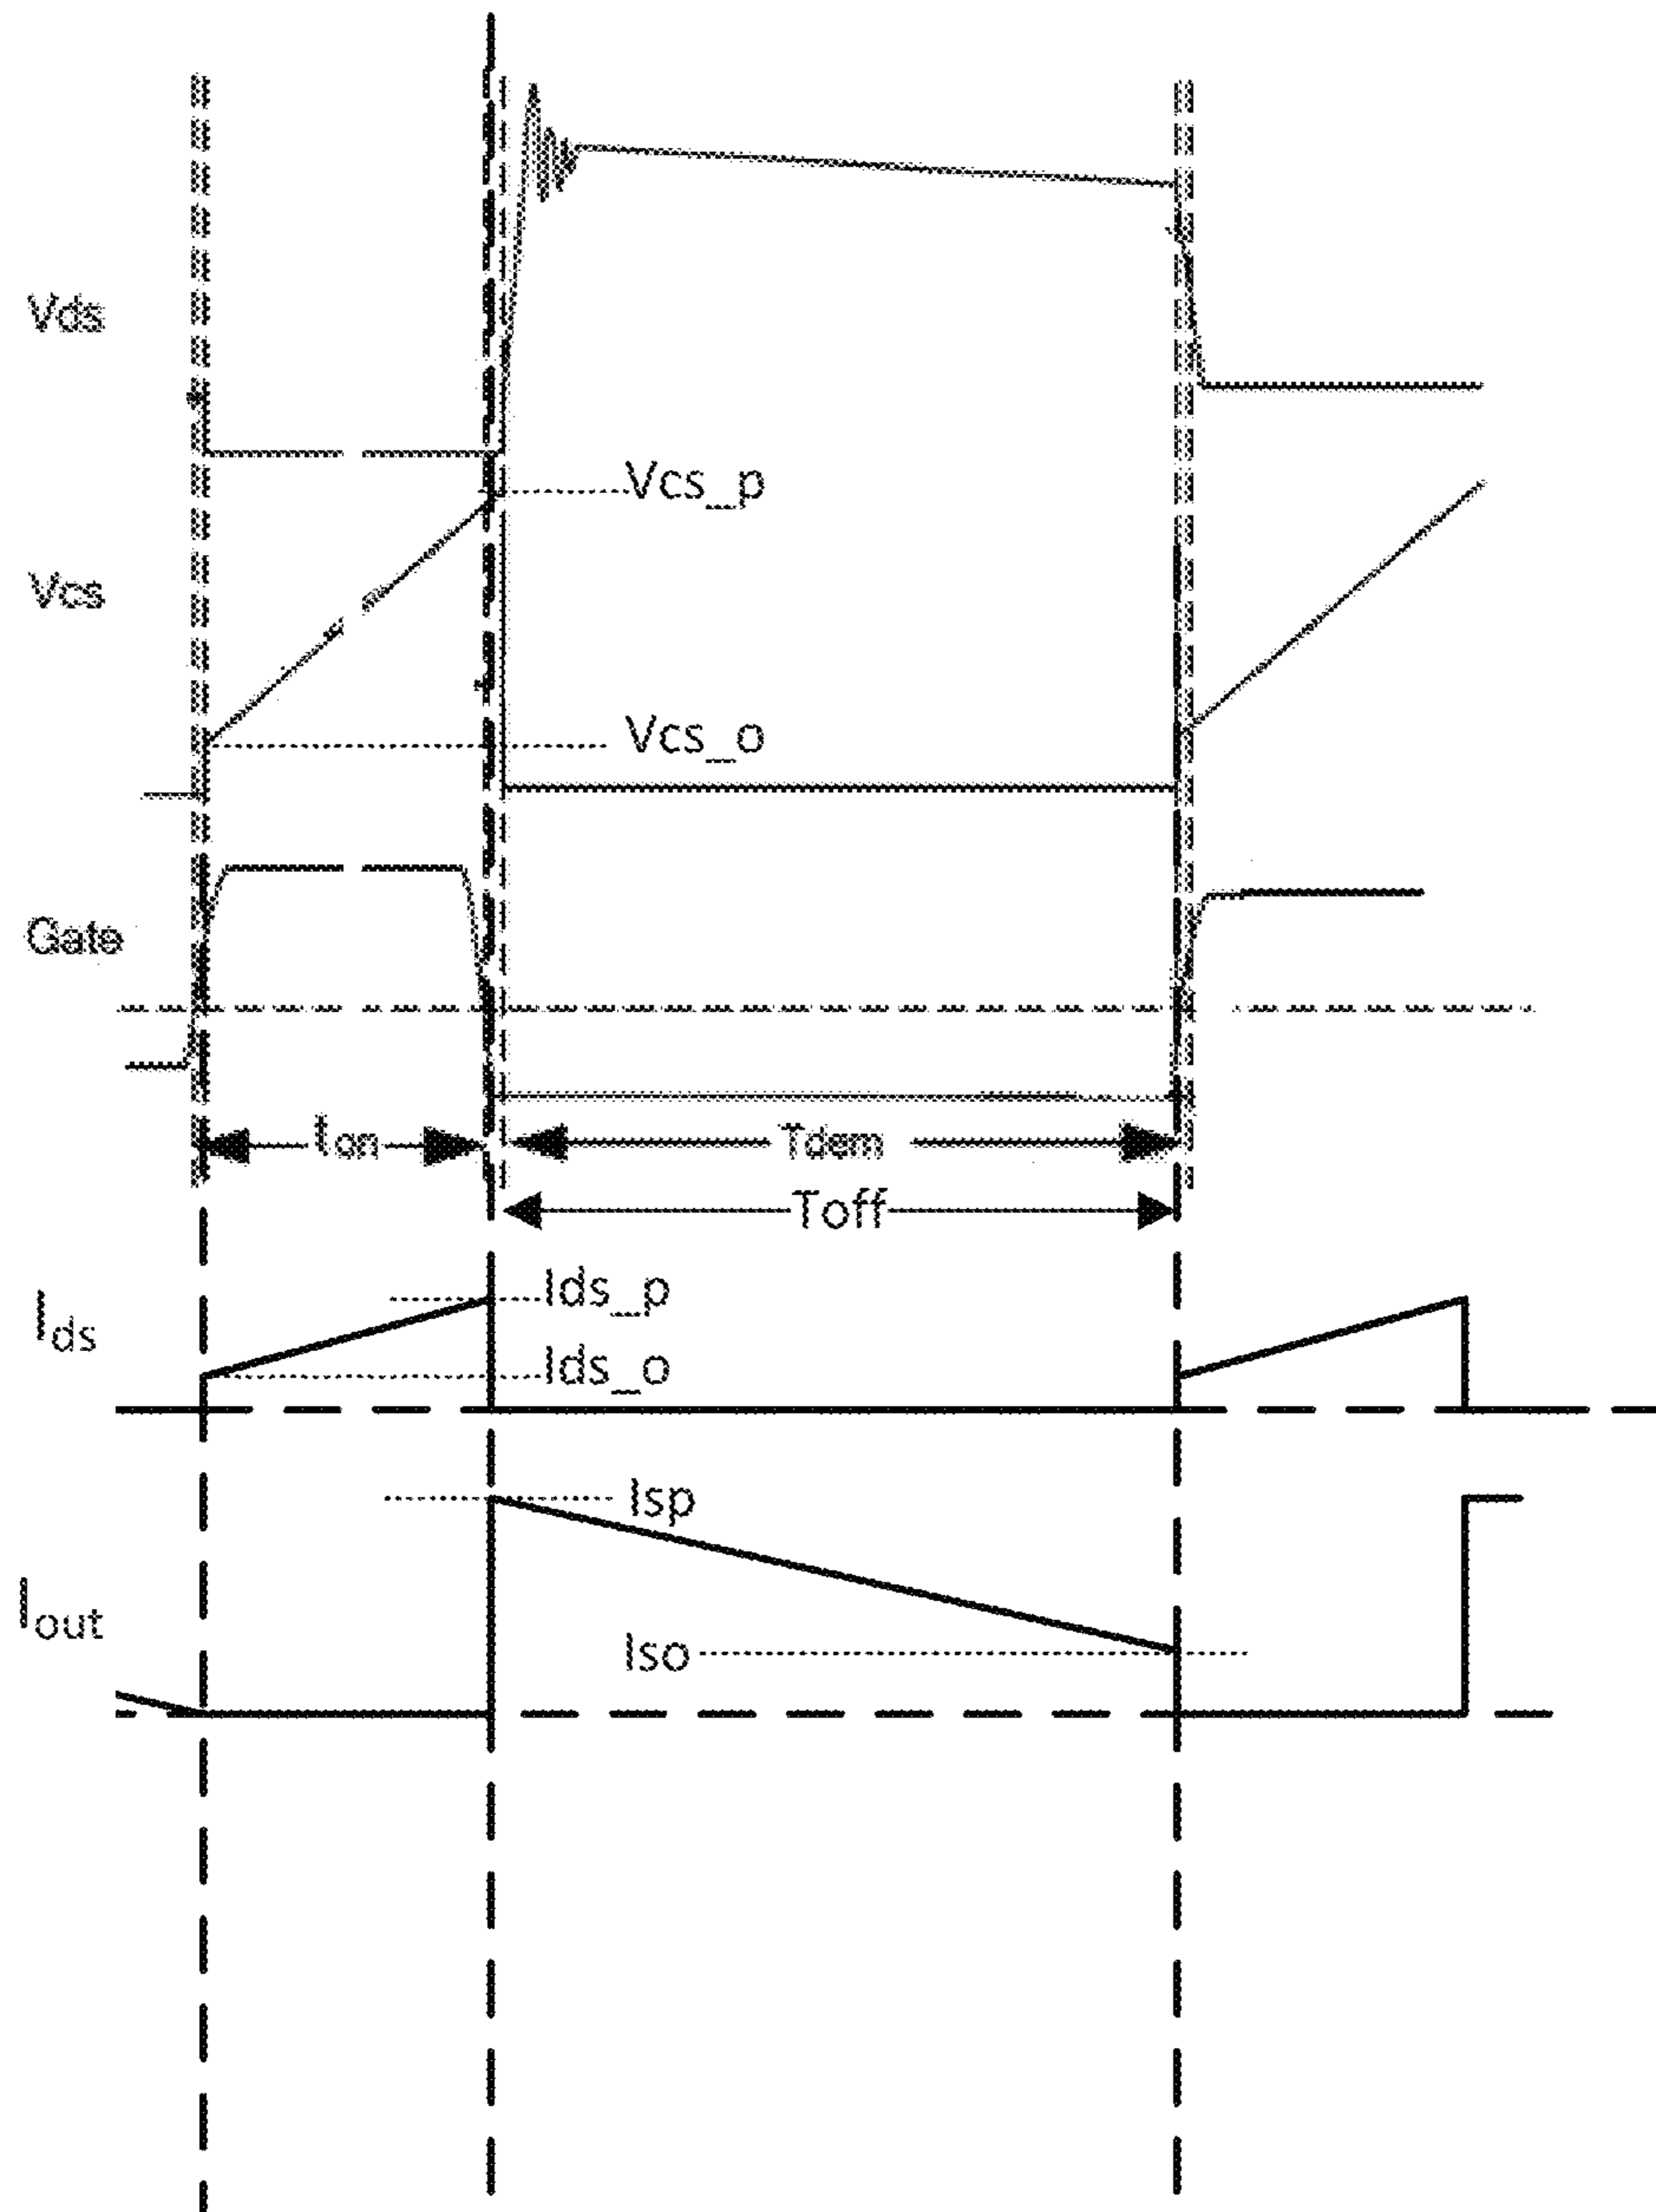 Vds
Vcs_p
Vcs
Vcs_o
Gate
ton Tdem
Toff
Ids_p
Ids
Ids_o
Isp
Iout
Iso